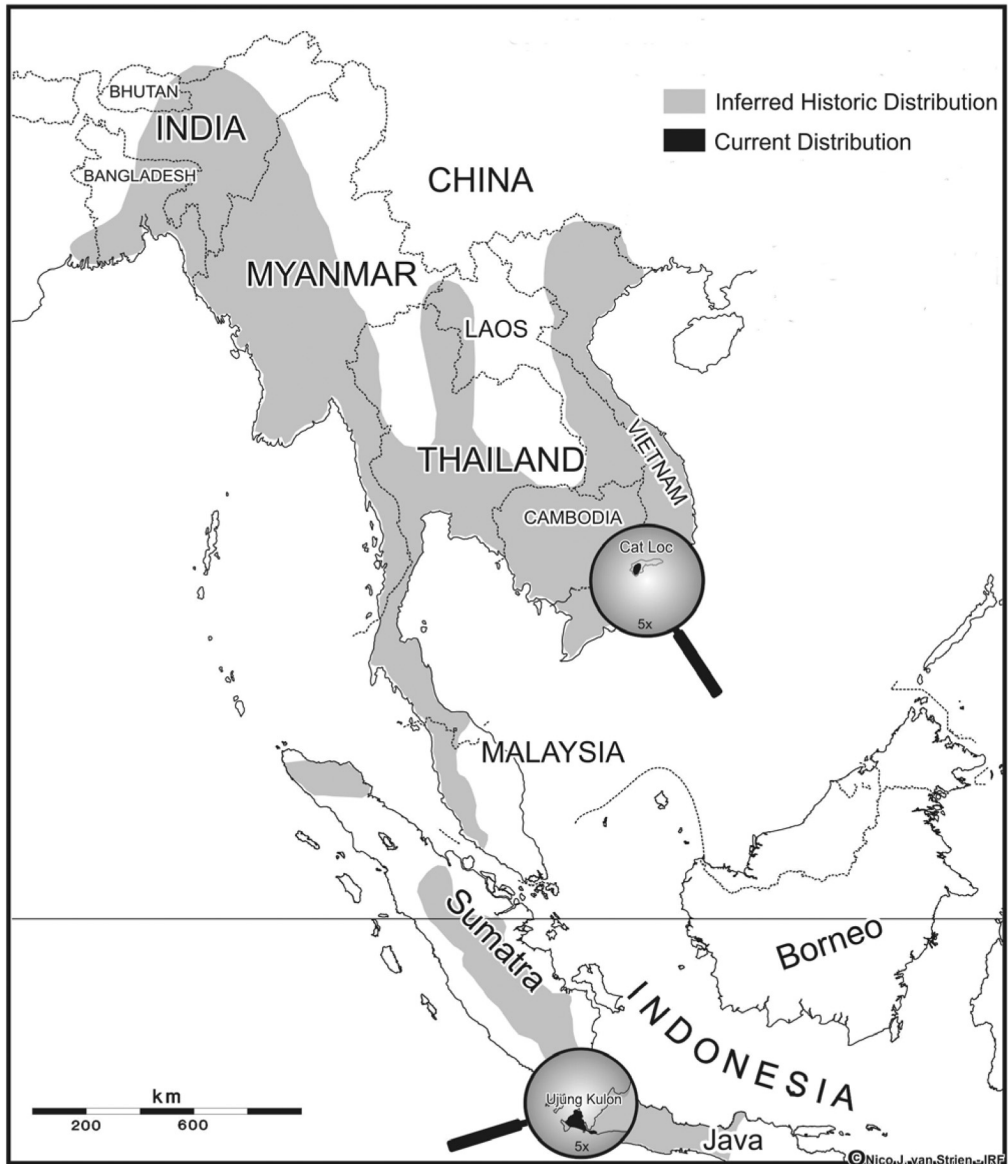 BHUTAN
INDIA
Inferred Historic Distribution
Current Distribution
BANGLADESH
CHINA
MYANMAR
LAOS
THAILAND
VIETNAM
CAMBODIA
Cat Loc
5x
MALAYSIA
Sumatra
Borneo
INDONESIA
Ujung Kulon
5x
Java
km
200
600
©Nico J. van Strien - IRF